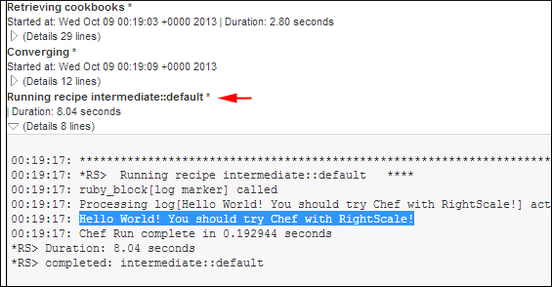 Retrieving cookbooks *
Started at: Wed Oct 09 00:19:03 +0000 2013 | Duration: 2.80 seconds
(Details 29 lines)
Converging *
Started at: Wed Oct 09 00:19:09 +0000 2013
(Details 12 lines)
Running recipe intermediate::default *
| Duration: 8.04 seconds
(Details 8 lines)
00:19:17: ********************************************************************
00:19:17: *RS>  Running recipe intermediate::default   ****
00:19:17: ruby_block[log marker] called
00:19:17: Processing log[Hello World! You should try Chef with RightScale!] act
00:19:17: Hello World! You should try Chef with RightScale!
00:19:17: Chef Run complete in 0.192944 seconds
*RS> Duration: 8.04 seconds
*RS> completed: intermediate::default